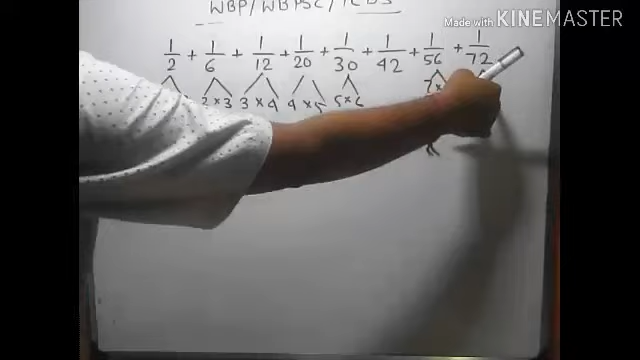 WBP/WBPSC/ICDS
Made with KINEMASTER
1/2 + 1/6 + 1/12 + 1/20 + 1/30 + 1/42 + 1/56 + 1/72
2 × 3 3 × 4 4 × 5 5 × 6 7 ×